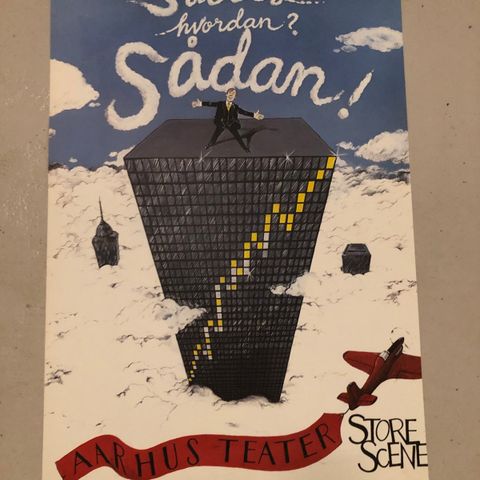 hvordan?
Sådan!
AARHUS TEATER
STORE
SCENE